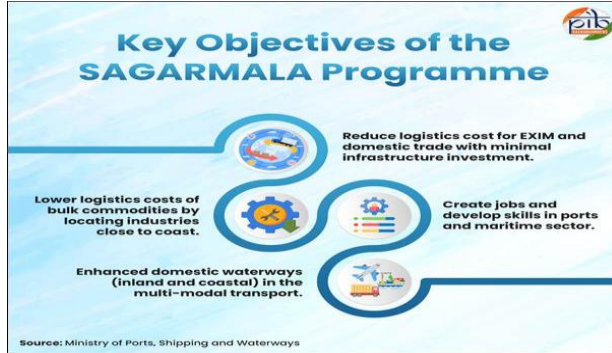 pib
Key Objectives of the
SAGARMALA Programme
Reduce logistics cost for EXIM and
domestic trade with minimal
infrastructure investment.
Lower logistics costs of
bulk commodities by
locating industries
close to coast.
Create jobs and
develop skills in ports
and maritime sector.
Enhanced domestic waterways
(inland and coastal) in the
multi-modal transport.
Source: Ministry of Ports, Shipping and Waterways